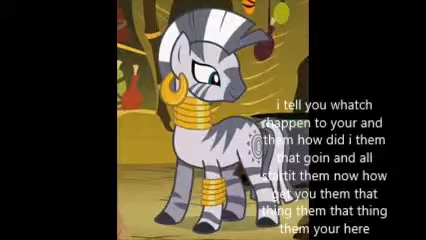 i tell you whatch
happen to your and
them how did i them
that goin and all
startit them now how
get you them that
thing them that thing
them your here